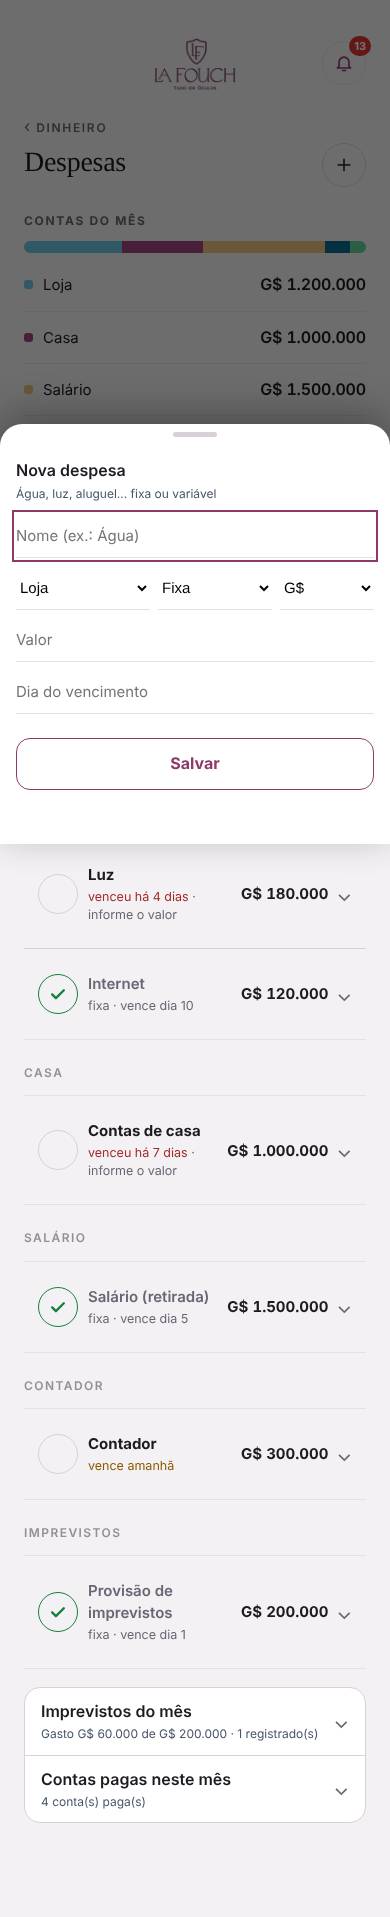 LF
LA FOUCH
13
DINHEIRO
Despesas
CONTAS DO MÊS
Loja G$ 1.200.000
Casa G$ 1.000.000
Salário G$ 1.500.000
Nova despesa
Água, luz, aluguel... fixa ou variável
Nome (ex.: Água)
Loja Fixa G$
Valor
Dia do vencimento
Salvar
Luz
venceu há 4 dias ·
informe o valor
G$ 180.000
Internet
fixa · vence dia 10
G$ 120.000
CASA
Contas de casa
venceu há 7 dias ·
informe o valor
G$ 1.000.000
SALÁRIO
Salário (retirada)
fixa · vence dia 5
G$ 1.500.000
CONTADOR
Contador
vence amanhã
G$ 300.000
IMPREVISTOS
Provisão de
imprevistos
fixa · vence dia 1
G$ 200.000
Imprevistos do mês
Gasto G$ 60.000 de G$ 200.000 · 1 registrado(s)
Contas pagas neste mês
4 conta(s) paga(s)